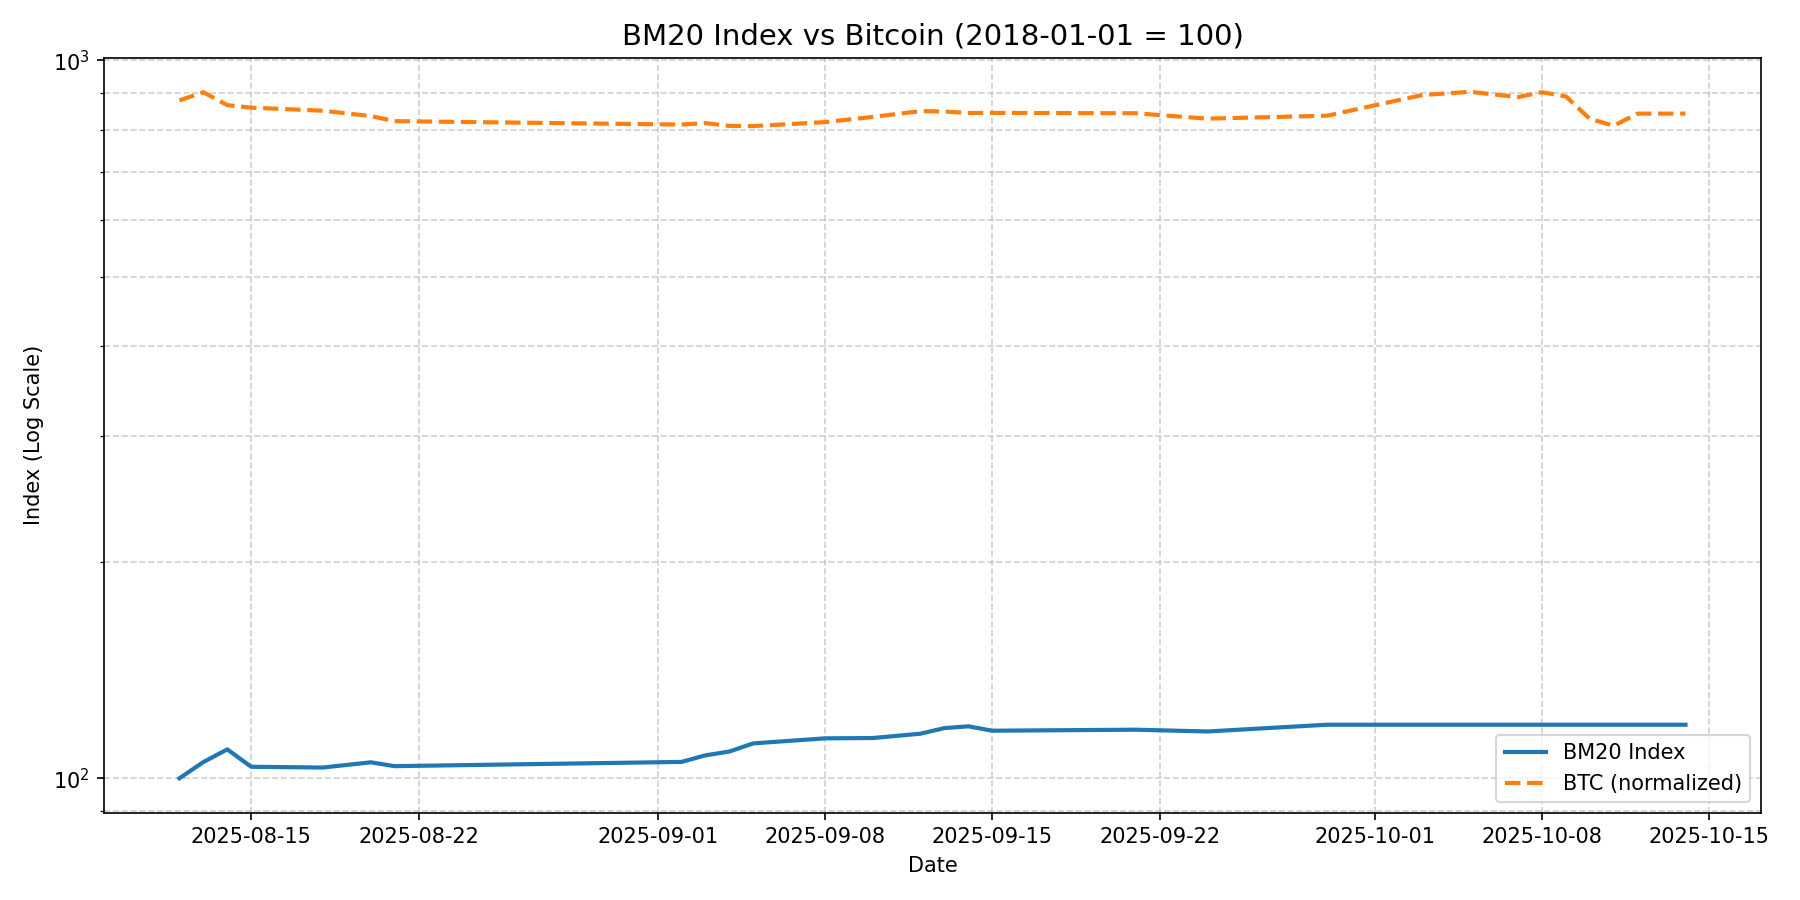 BM20 Index vs Bitcoin (2018-01-01 = 100)
10³
Index (Log Scale)
10²
BM20 Index
BTC (normalized)
2025-08-15 2025-08-22 2025-09-01 2025-09-08 2025-09-15 2025-09-22 2025-10-01 2025-10-08 2025-10-15
Date